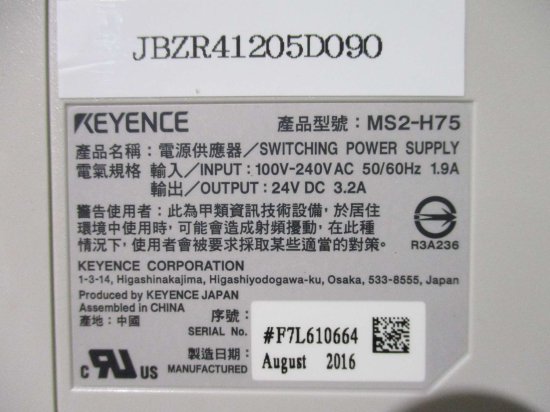 JBZR41205D090
KEYENCE
產品型號：MS2-H75
產品名稱：電源供應器／SWITCHING POWER SUPPLY
電氣規格 輸入／INPUT: 100V-240V AC 50/60Hz 1.9A
輸出／OUTPUT: 24V DC 3.2A
警告使用者：此為甲類資訊技術設備，於居住
環境中使用時，可能會造成射頻擾動，在此種
情況下，使用者會被要求採取某些適當的對策。
R3A236
KEYENCE CORPORATION
1-3-14, Higashinakajima, Higashiyodogawa-ku, Osaka, 533-8555, Japan
Produced by KEYENCE JAPAN
Assembled in CHINA
產地：中國
序號：
SERIAL No.
#F7L610664
製造日期：
MANUFACTURED
August 2016
C RU US